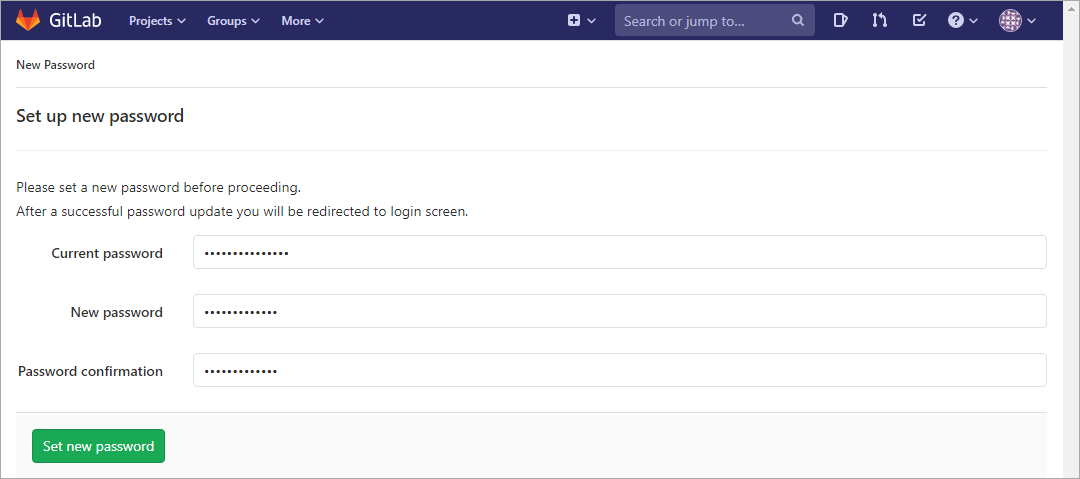 GitLab Projects Groups More Search or jump to...
New Password
Set up new password
Please set a new password before proceeding.
After a successful password update you will be redirected to login screen.
Current password •••••••••••••••
New password •••••••••••••
Password confirmation •••••••••••••
Set new password